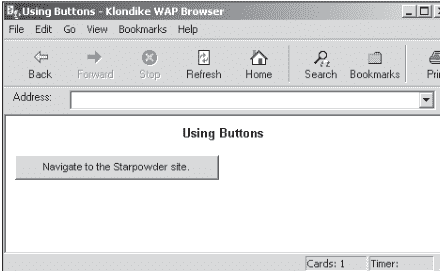 Using Buttons - Klondike WAP Browser
File Edit Go View Bookmarks Help
Back Forward Stop Refresh Home Search Bookmarks Pri
Address:
Using Buttons
Navigate to the Starpowder site.
Cards: 1 Timer: